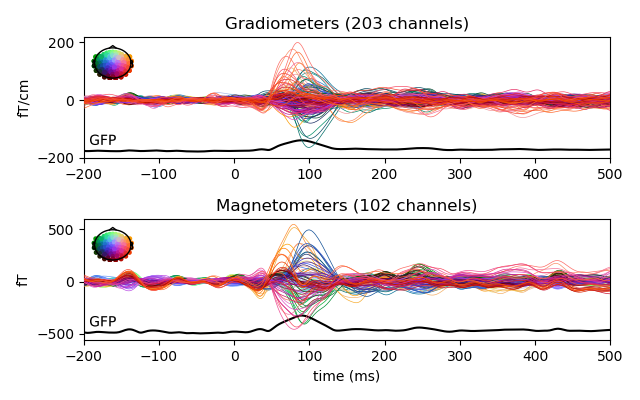 Gradiometers (203 channels)
200
0
−200
fT/cm
GFP
−200 −100 0 100 200 300 400 500
Magnetometers (102 channels)
500
0
−500
fT
GFP
−200 −100 0 100 200 300 400 500
time (ms)